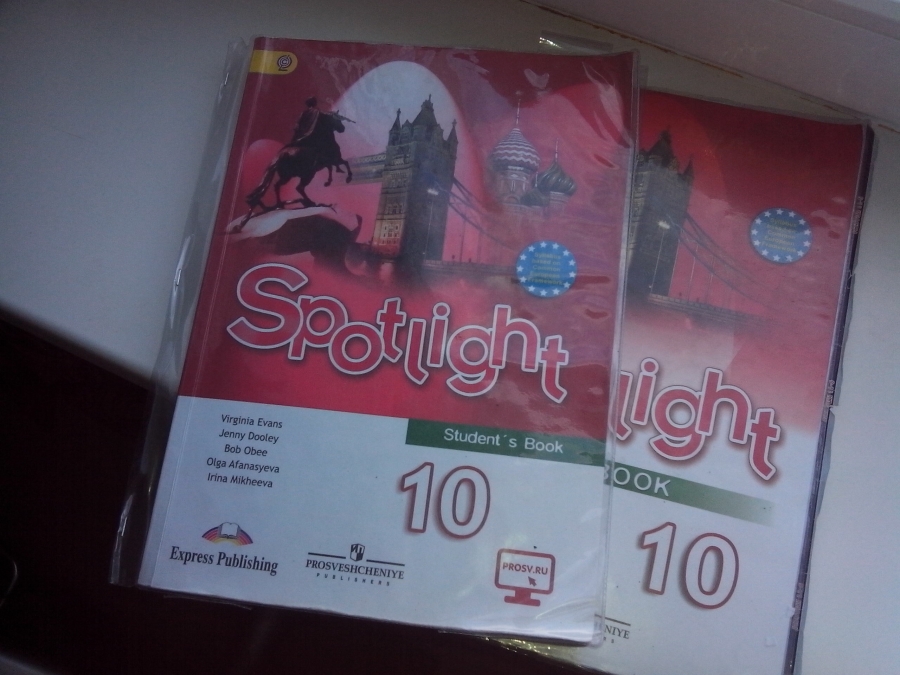 Spotlight
Virginia Evans
Jenny Dooley
Bob Obee
Olga Afanasyeva
Irina Mikheeva
Student's Book
10
Express Publishing
PROSVESHCHENIYE
PUBLISHERS
PROSV.RU
light
BOOK
10
NIYE